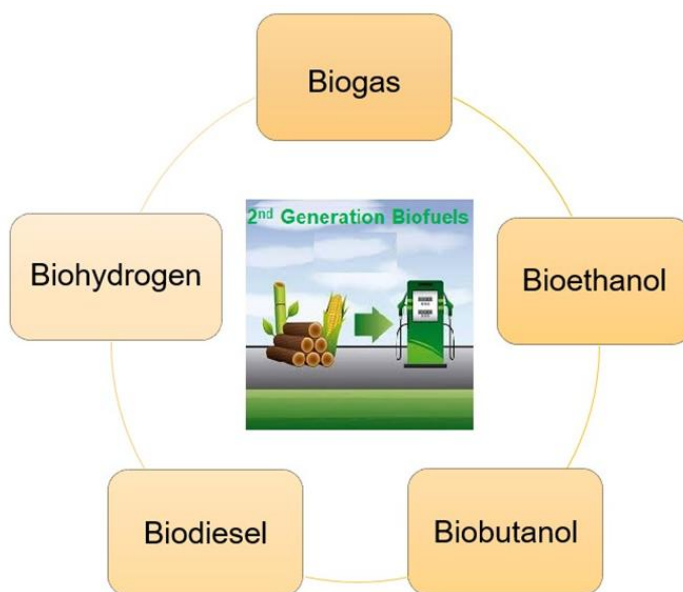 Biogas
2nd Generation Biofuels
Biohydrogen
Bioethanol
Biodiesel
Biobutanol